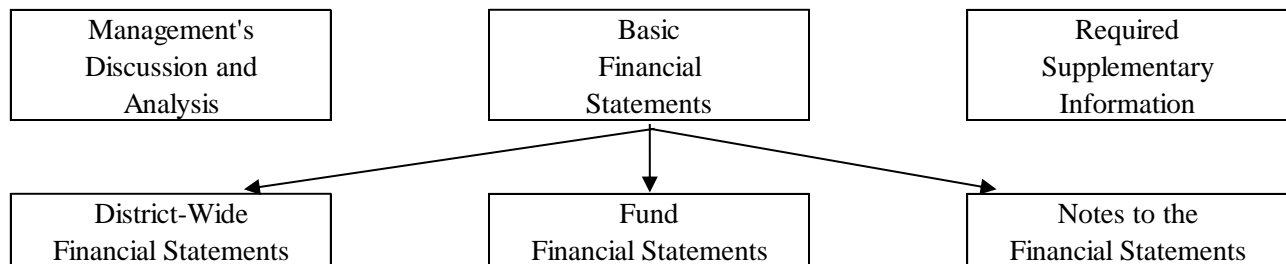 Management's
Discussion and
Analysis
Basic
Financial
Statements
Required
Supplementary
Information
District-Wide
Financial Statements
Fund
Financial Statements
Notes to the
Financial Statements